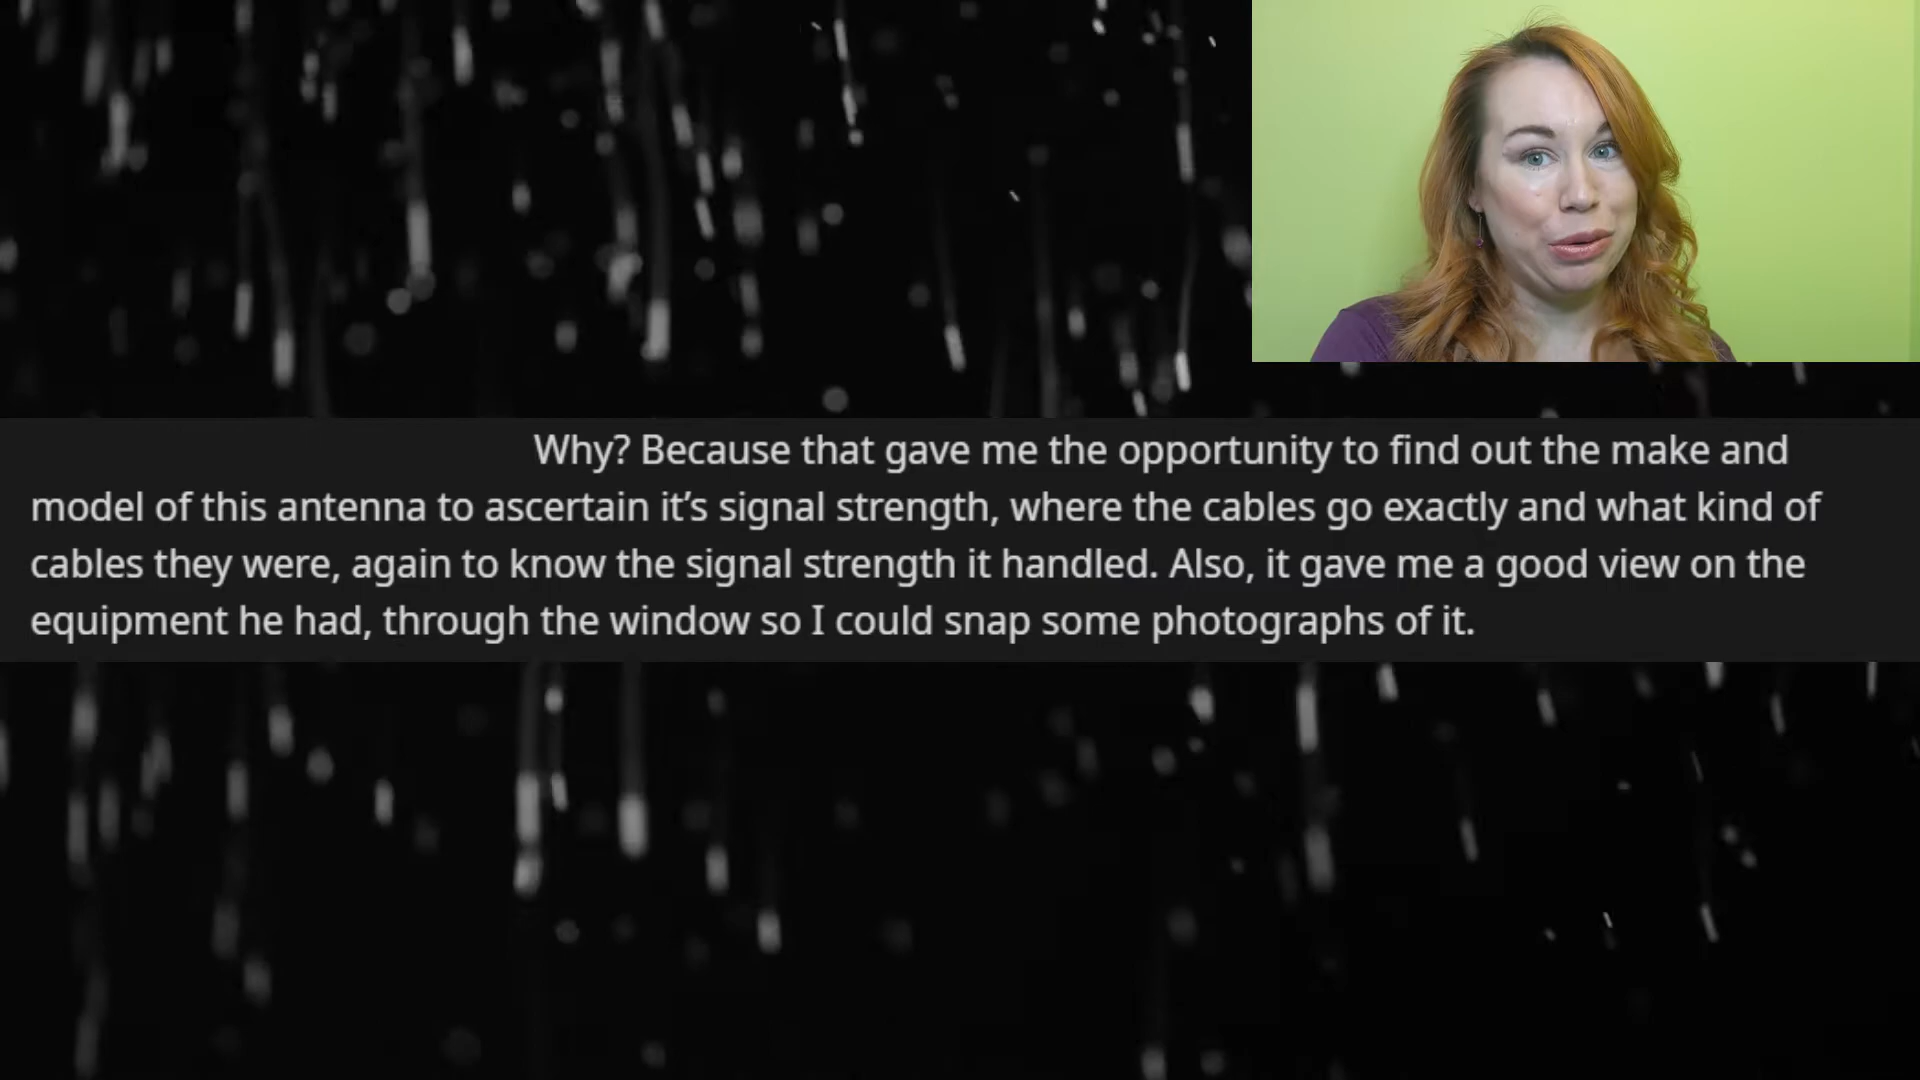 Why? Because that gave me the opportunity to find out the make and
model of this antenna to ascertain it’s signal strength, where the cables go exactly and what kind of
cables they were, again to know the signal strength it handled. Also, it gave me a good view on the
equipment he had, through the window so I could snap some photographs of it.